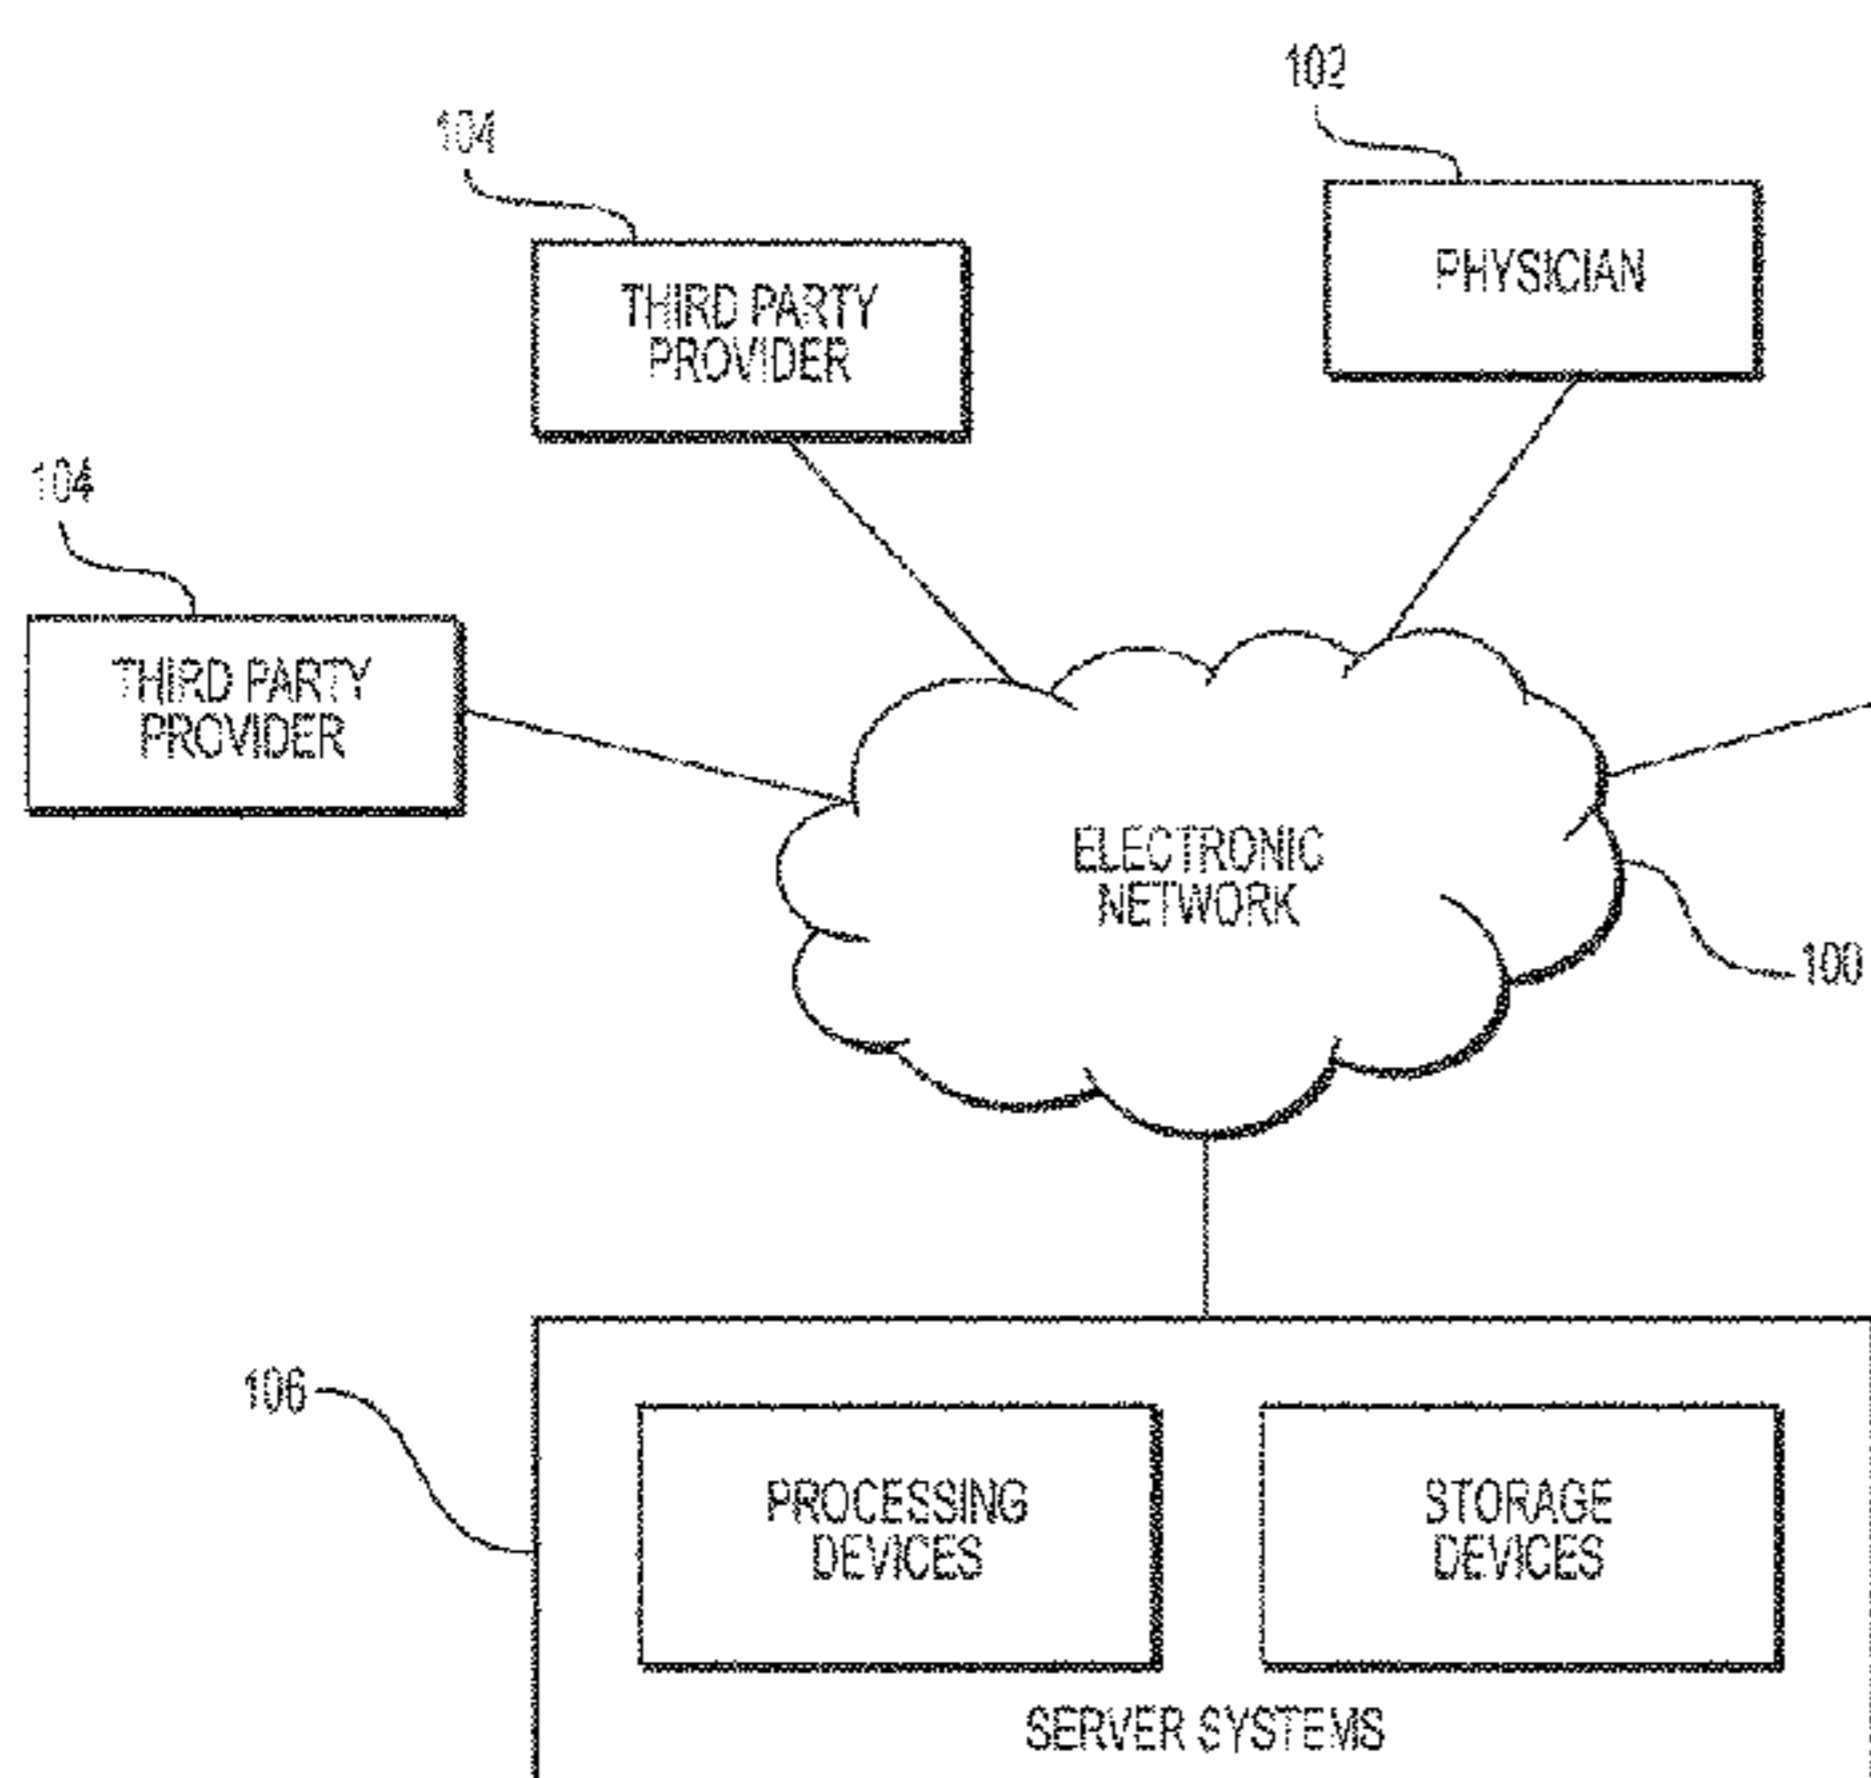 102
104
PHYSICIAN
THIRD PARTY
PROVIDER
104
THIRD PARTY
PROVIDER
ELECTRONIC
NETWORK
100
106
PROCESSING
DEVICES
STORAGE
DEVICES
SERVER SYSTEMS